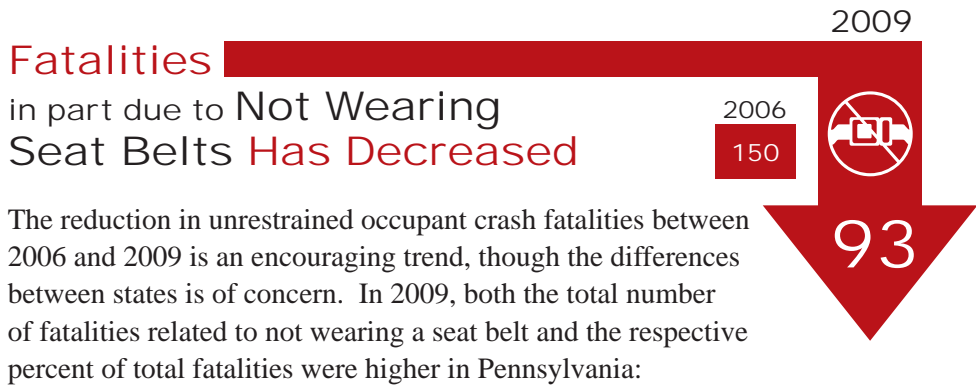 2009
Fatalities
in part due to Not Wearing
Seat Belts Has Decreased
2006
150
93
The reduction in unrestrained occupant crash fatalities between
2006 and 2009 is an encouraging trend, though the differences
between states is of concern.  In 2009, both the total number
of fatalities related to not wearing a seat belt and the respective
percent of total fatalities were higher in Pennsylvania: